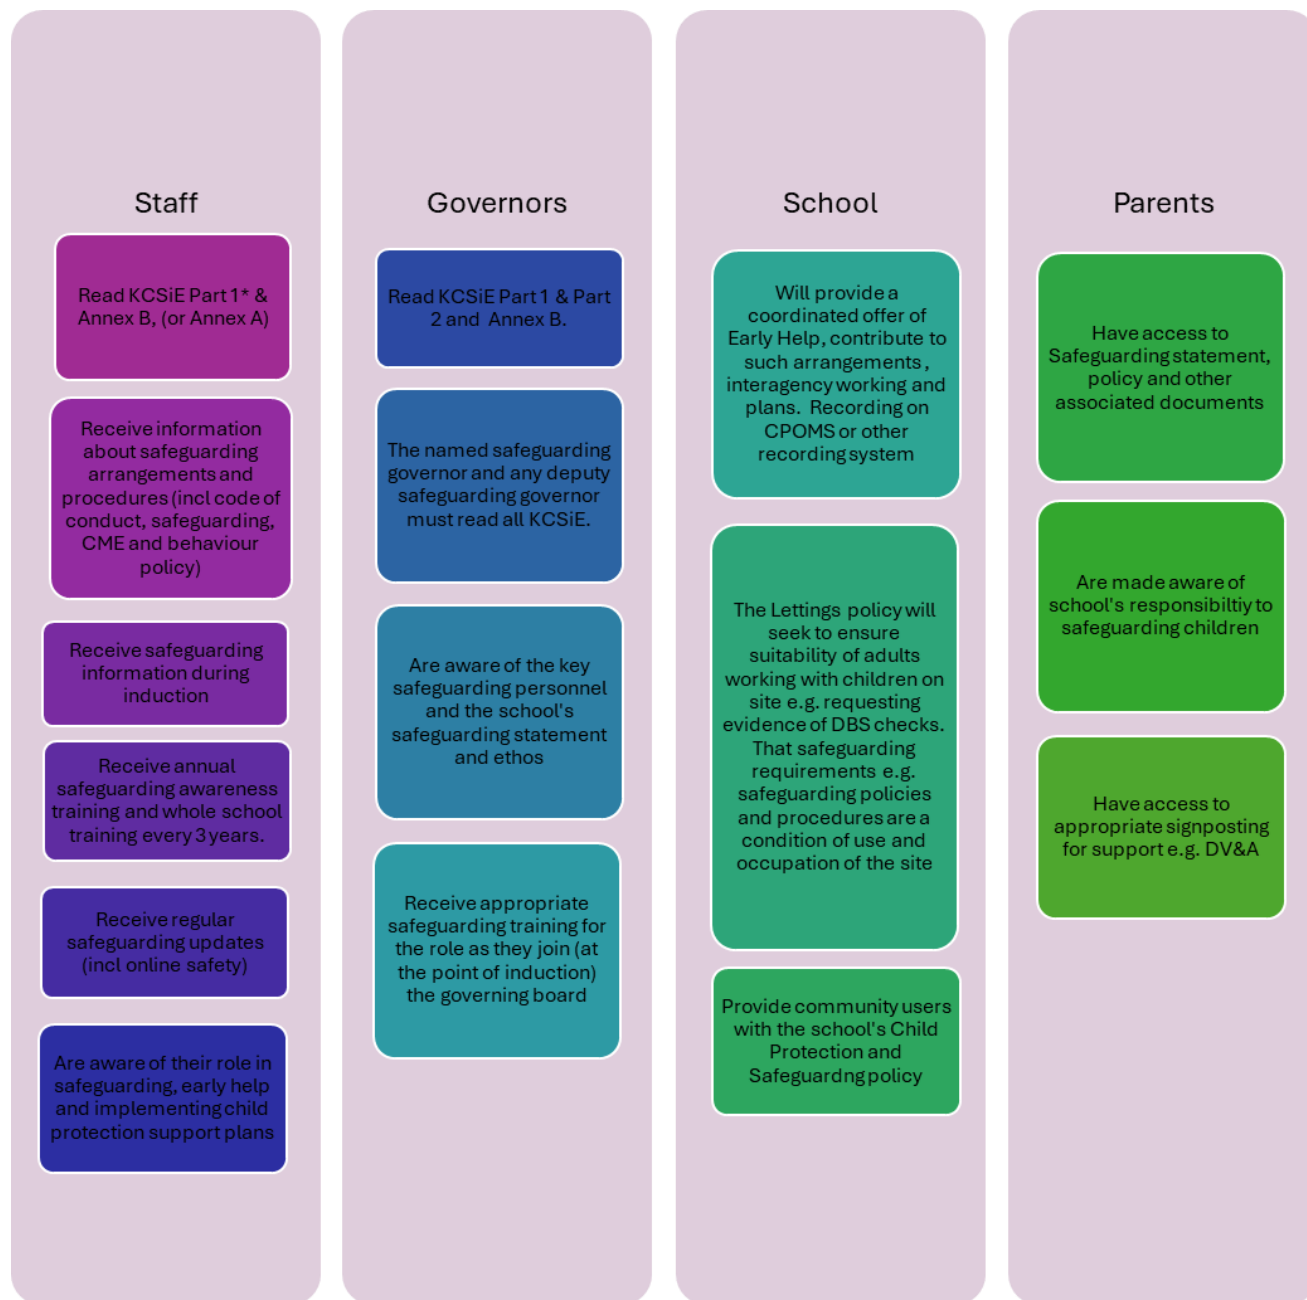 Staff
Read KCSiE Part 1* &
Annex B, (or Annex A)
Receive information
about safeguarding
arrangements and
procedures (incl code of
conduct, safeguarding,
CME and behaviour
policy)
Receive safeguarding
information during
induction
Receive annual
safeguarding awareness
training and whole school
training every 3 years.
Receive regular
safeguarding updates
(incl online safety)
Are aware of their role in
safeguarding, early help
and implementing child
protection support plans
Governors
Read KCSiE Part 1 & Part
2 and Annex B.
The named safeguarding
governor and any deputy
safeguarding governor
must read all KCSiE.
Are aware of the key
safeguarding personnel
and the school's
safeguarding statement
and ethos
Receive appropriate
safeguarding training for
the role as they join (at
the point of induction)
the governing board
School
Will provide a
coordinated offer of
Early Help, contribute to
such arrangements,
interagency working and
plans. Recording on
CPOMS or other
recording system
The Lettings policy will
seek to ensure
suitability of adults
working with children on
site e.g. requesting
evidence of DBS checks.
That safeguarding
requirements e.g.
safeguarding policies
and procedures are a
condition of use and
occupation of the site
Provide community users
with the school's Child
Protection and
Safeguardng policy
Parents
Have access to
Safeguarding statement,
policy and other
associated documents
Are made aware of
school's responsibiltiy to
safeguarding children
Have access to
appropriate signposting
for support e.g. DV&A